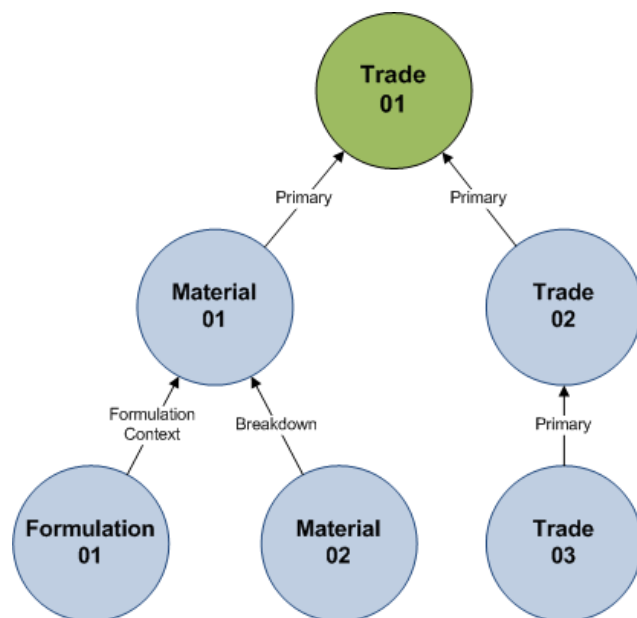 Trade
01
Primary
Primary
Material
01
Trade
02
Formulation
Context
Breakdown
Primary
Formulation
01
Material
02
Trade
03